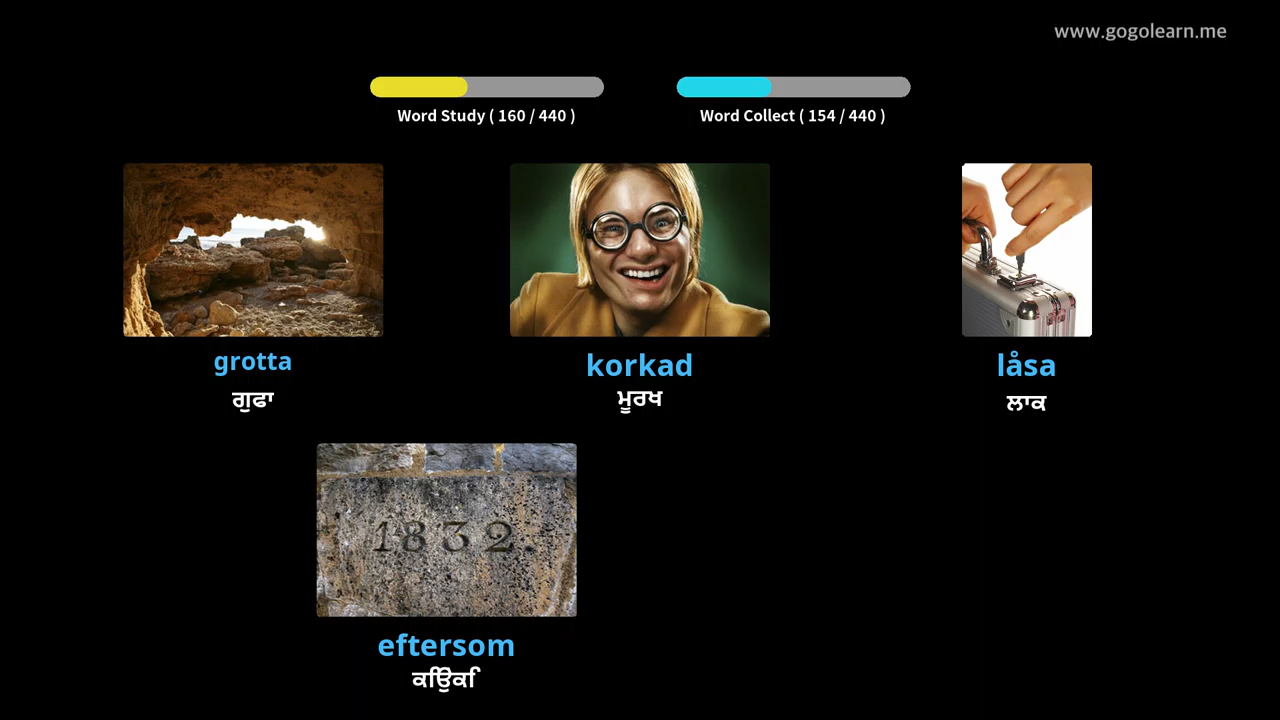 www.gogolearn.me
Word Study ( 160 / 440 )
Word Collect ( 154 / 440 )
grotta
ਗੁਫਾ
korkad
ਮੂਰਖ
låsa
ਲਾਕ
1832
eftersom
ਕਿਉਂਕਿ